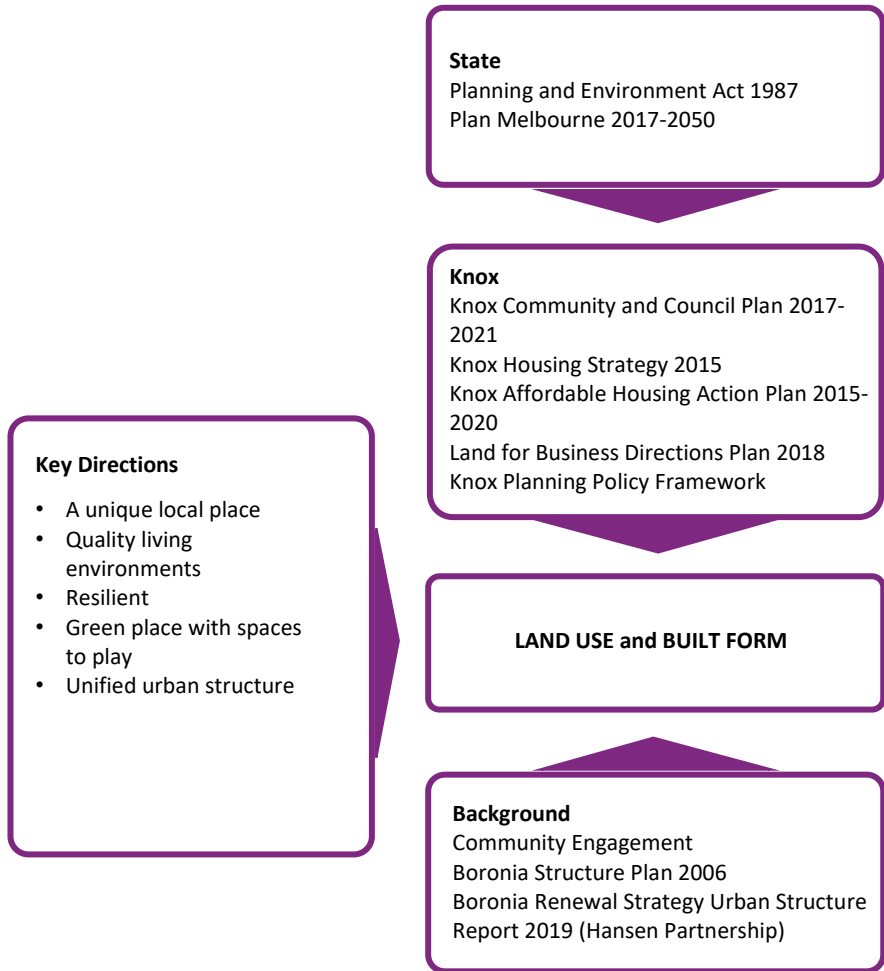 State
Planning and Environment Act 1987
Plan Melbourne 2017-2050
Knox
Knox Community and Council Plan 2017-
2021
Knox Housing Strategy 2015
Knox Affordable Housing Action Plan 2015-
2020
Land for Business Directions Plan 2018
Knox Planning Policy Framework
Key Directions
• A unique local place
• Quality living
environments
• Resilient
• Green place with spaces
to play
• Unified urban structure
LAND USE and BUILT FORM
Background
Community Engagement
Boronia Structure Plan 2006
Boronia Renewal Strategy Urban Structure
Report 2019 (Hansen Partnership)